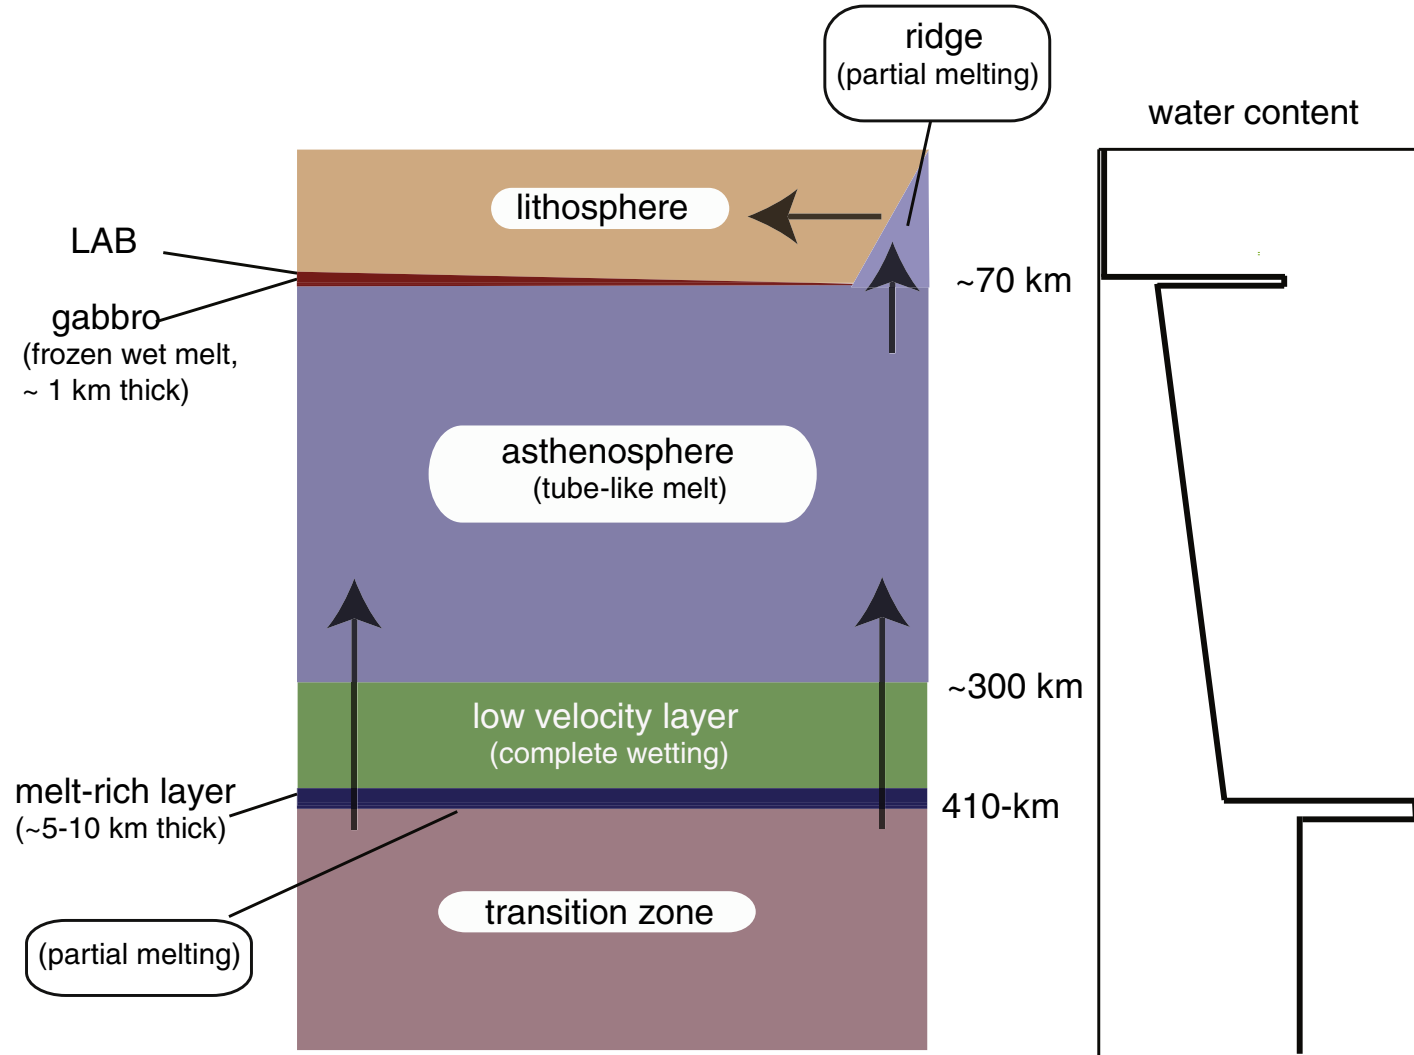 ridge
(partial melting)
water content
lithosphere
LAB
~70 km
gabbro
(frozen wet melt,
~ 1 km thick)
asthenosphere
(tube-like melt)
~300 km
low velocity layer
(complete wetting)
melt-rich layer
(~5-10 km thick)
410-km
transition zone
(partial melting)